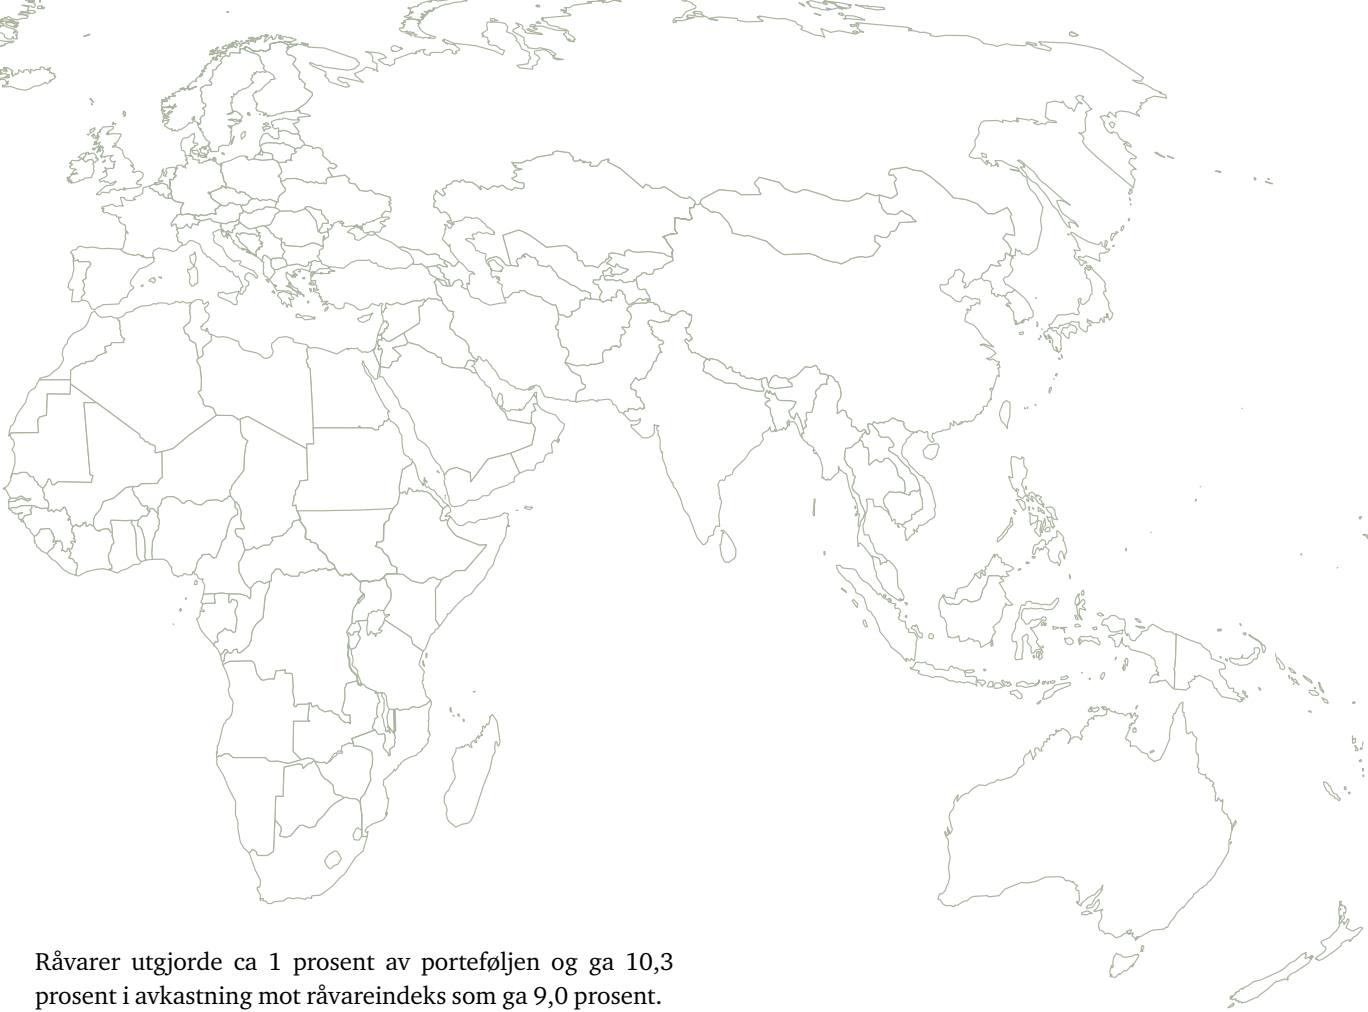 Råvarer utgjorde ca 1 prosent av porteføljen og ga 10,3
prosent i avkastning mot råvareindeks som ga 9,0 prosent.